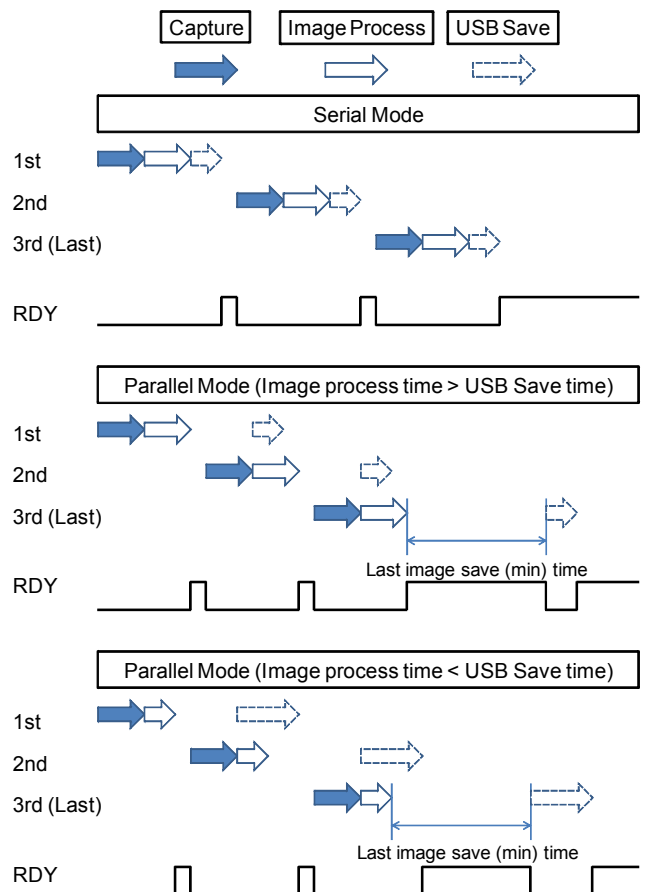 Capture Image Process USB Save
Serial Mode
1st
2nd
3rd (Last)
RDY
Parallel Mode (Image process time > USB Save time)
1st
2nd
3rd (Last)
Last image save (min) time
RDY
Parallel Mode (Image process time < USB Save time)
1st
2nd
3rd (Last)
Last image save (min) time
RDY